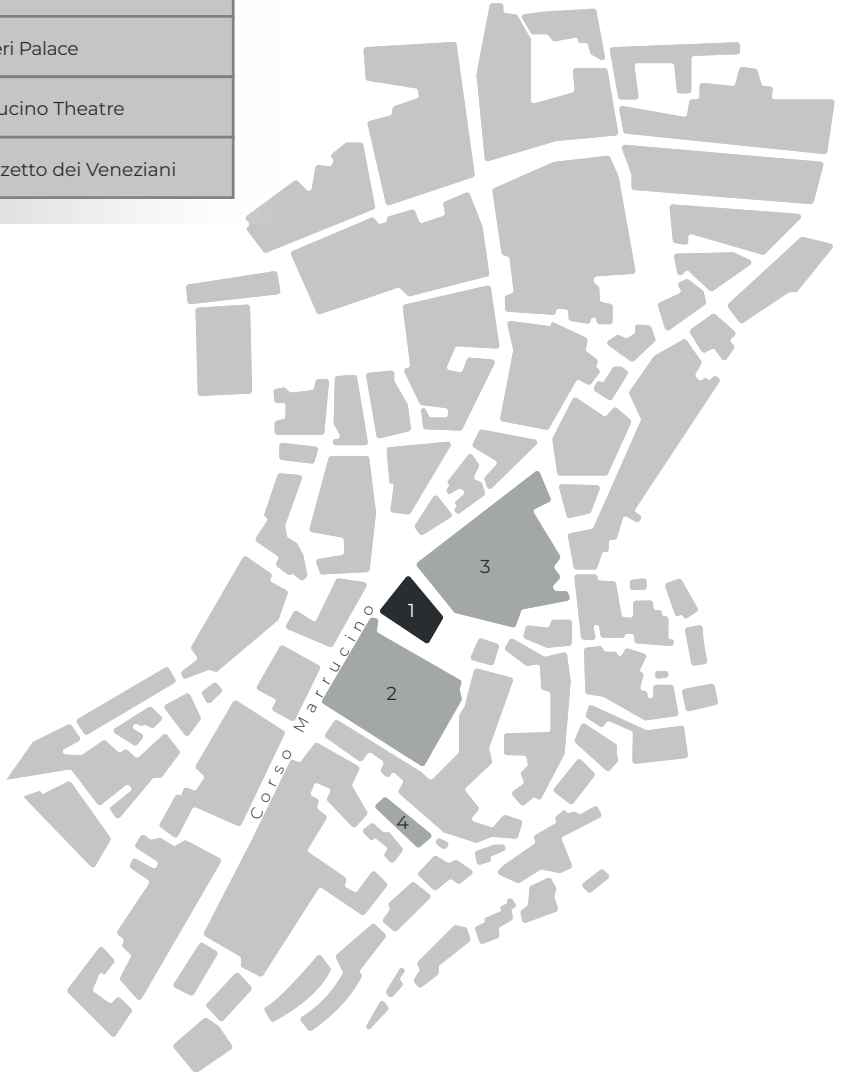 eri Palace
ucino Theatre
zetto dei Veneziani
3
1
2
4
Corso Marrucino